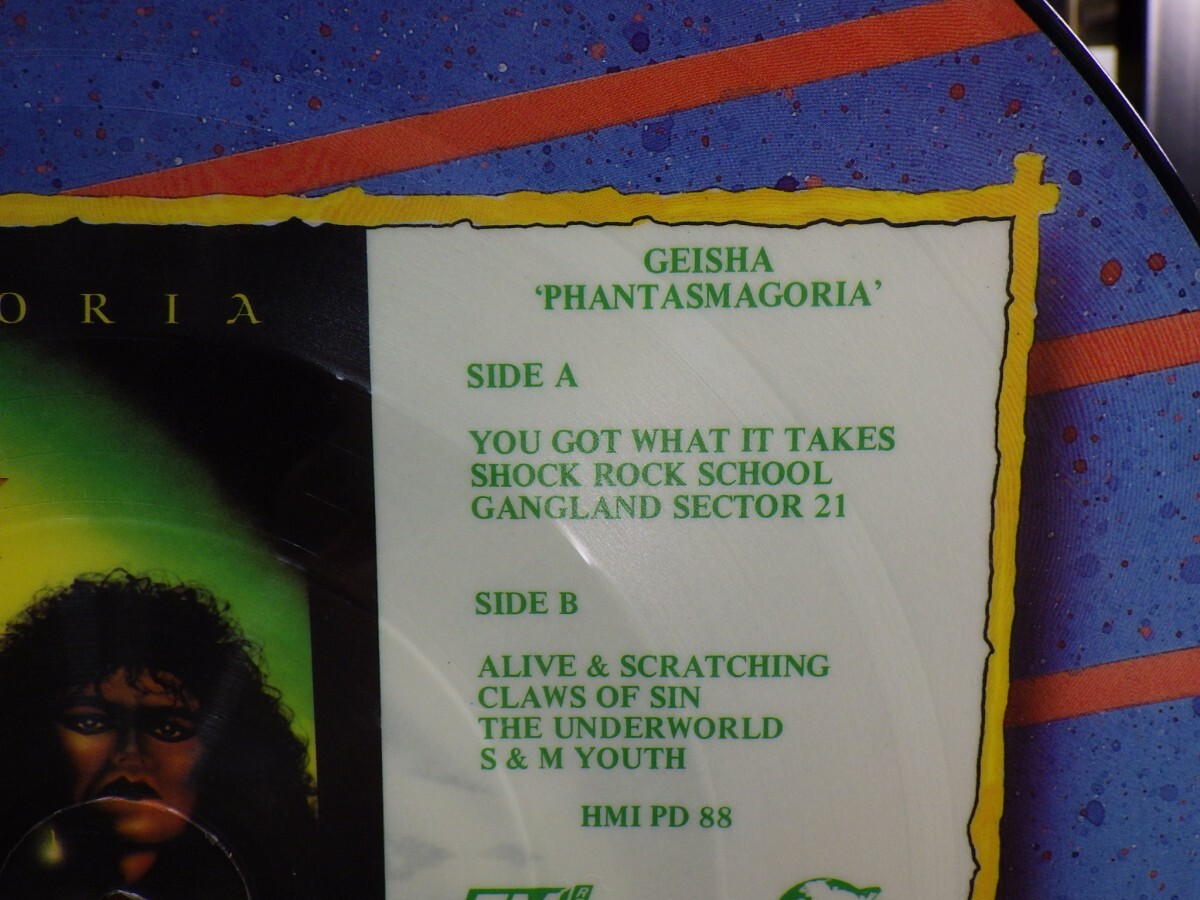 ORIA
GEISHA
‘PHANTASMAGORIA’
SIDE A
YOU GOT WHAT IT TAKES
SHOCK ROCK SCHOOL
GANGLAND SECTOR 21
SIDE B
ALIVE & SCRATCHING
CLAWS OF SIN
THE UNDERWORLD
S & M YOUTH
HMI PD 88